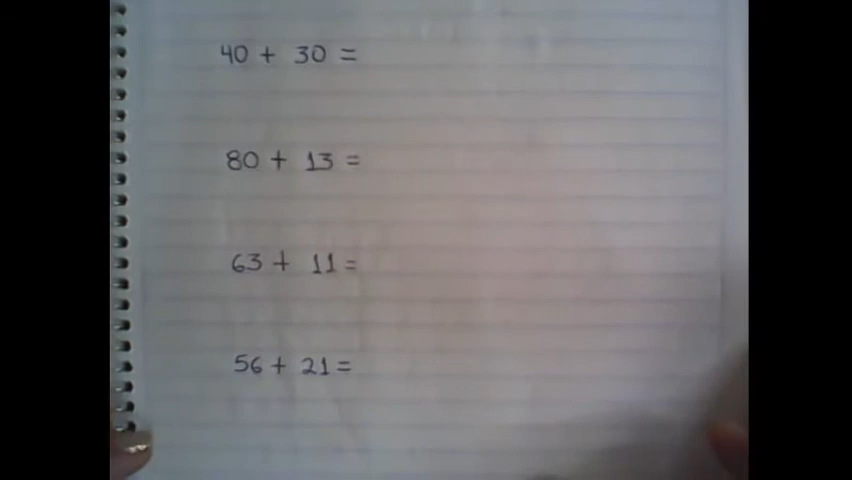 40 + 30 =
80 + 13 =
63 + 11 =
56 + 21 =